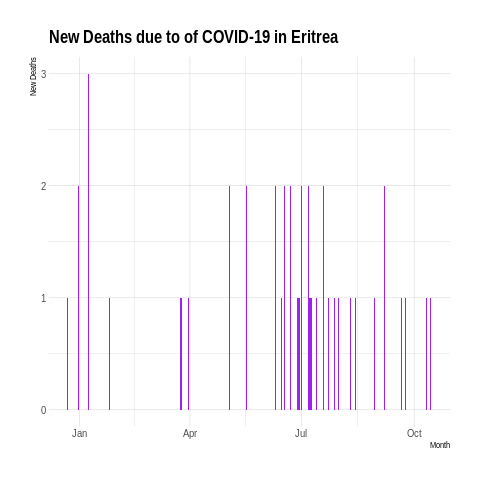 New Deaths due to of COVID-19 in Eritrea
New Deaths
3
2
1
0
Jan
Apr
Jul
Oct
Month